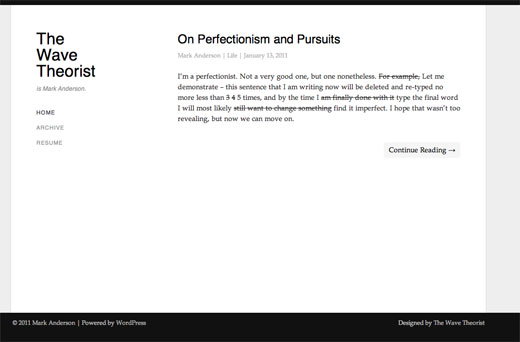 The
Wave
Theorist
is Mark Anderson.
HOME
ARCHIVE
RESUME
On Perfectionism and Pursuits
Mark Anderson | Life | January 13, 2011
I'm a perfectionist. Not a very good one, but one nonetheless. For example, Let me
demonstrate – this sentence that I am writing now will be deleted and re-typed no
more less than 3 4 5 times, and by the time I am finally done with it type the final word
I will most likely still want to change something find it imperfect. I hope that wasn't too
revealing, but now we can move on.
Continue Reading →
© 2011 Mark Anderson | Powered by WordPress
Designed by The Wave Theorist